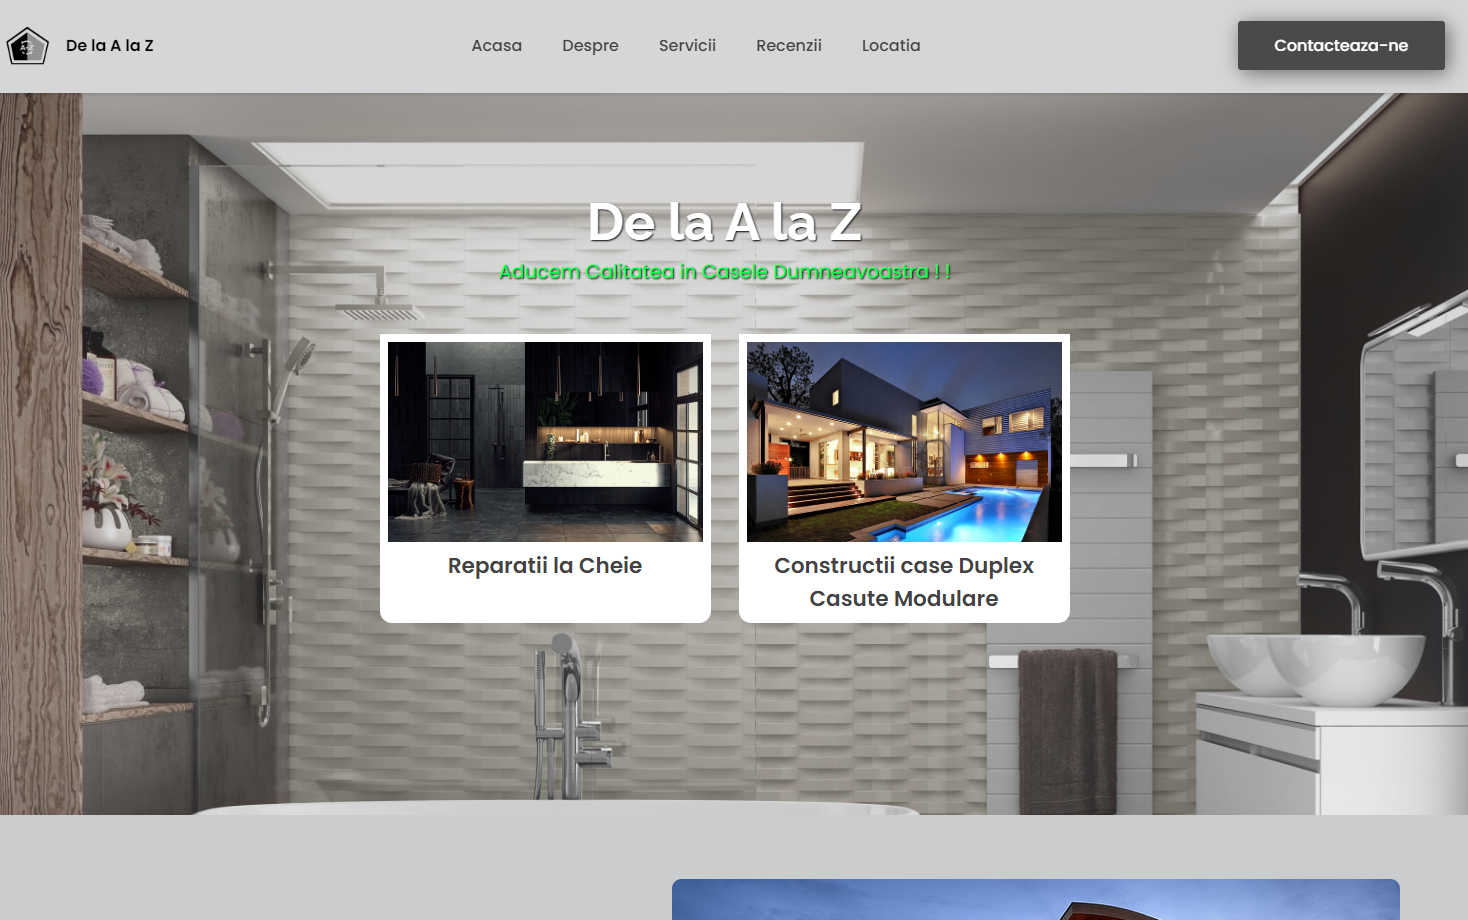 De la A la Z
Acasa
Despre
Servicii
Recenzii
Locatia
Contacteaza-ne
De la A la Z
Aducem Calitatea in Casele Dumneavoastra ! !
Reparatii la Cheie
Constructii case Duplex
Casute Modulare